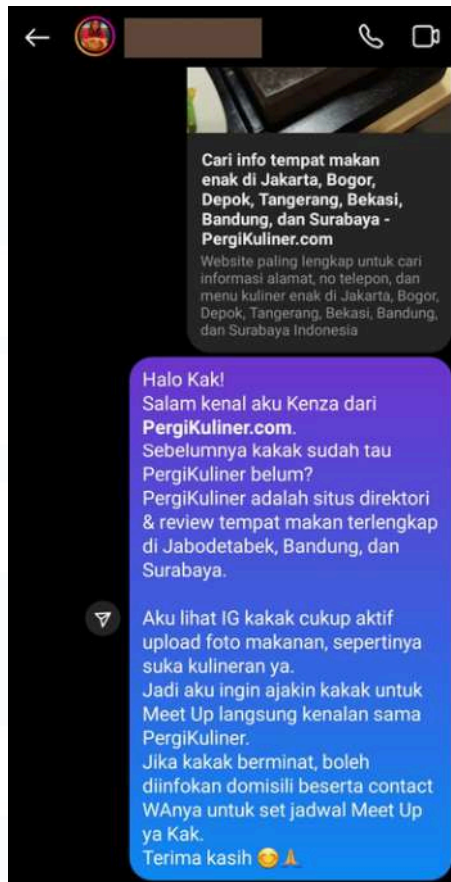 Cari info tempat makan
enak di Jakarta, Bogor,
Depok, Tangerang, Bekasi,
Bandung, dan Surabaya -
PergiKuliner.com
Website paling lengkap untuk cari
informasi alamat, no telepon, dan
menu kuliner enak di Jakarta, Bogor,
Depok, Tangerang, Bekasi, Bandung,
dan Surabaya Indonesia
Halo Kak!
Salam kenal aku Kenza dari
PergiKuliner.com.
Sebelumnya kakak sudah tau
PergiKuliner belum?
PergiKuliner adalah situs direktori
& review tempat makan terlengkap
di Jabodetabek, Bandung, dan
Surabaya.
Aku lihat IG kakak cukup aktif
upload foto makanan, sepertinya
suka kulineran ya.
Jadi aku ingin ajakin kakak untuk
Meet Up langsung kenalan sama
PergiKuliner.
Jika kakak berminat, boleh
diinfokan domisili beserta contact
WAnya untuk set jadwal Meet Up
ya Kak.
Terima kasih 😊🙏